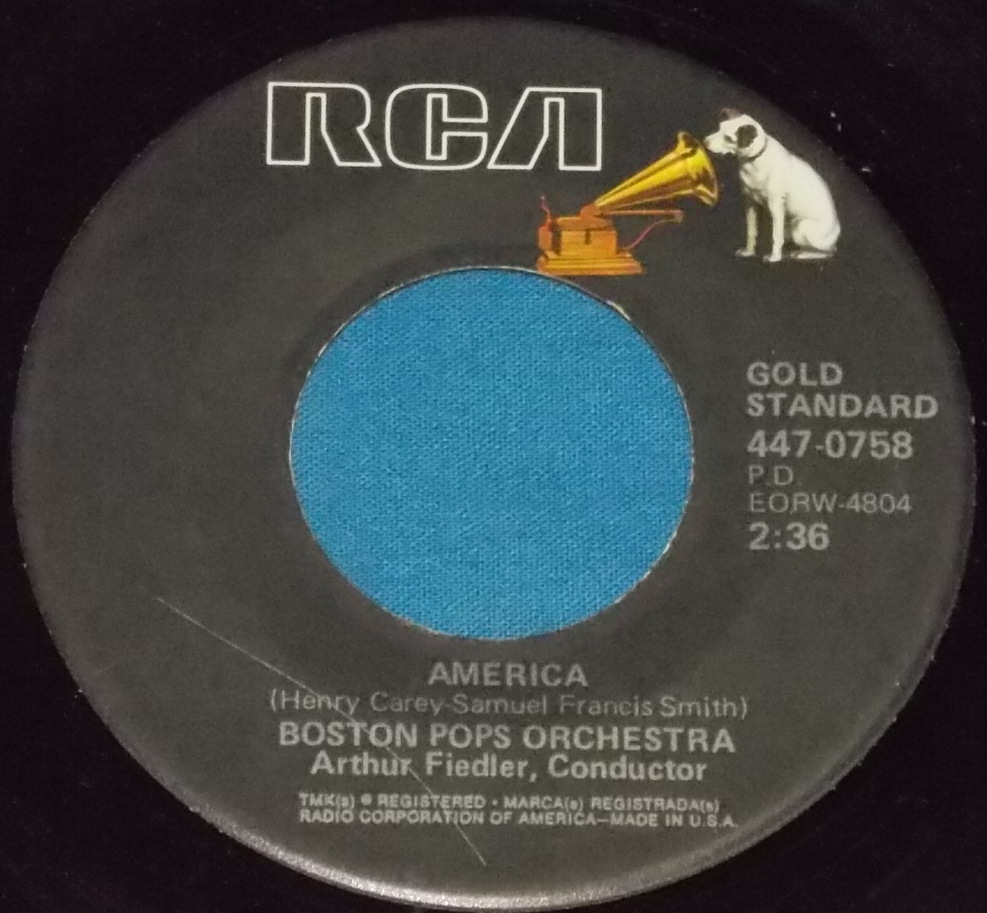 RCA
GOLD
STANDARD
447-0758
P.D.
EORW-4804
2:36
AMERICA
(Henry Carey-Samuel Francis Smith)
BOSTON POPS ORCHESTRA
Arthur Fiedler, Conductor
TMK(s) ® REGISTERED • MARCA(s) REGISTRADA(s)
RADIO CORPORATION OF AMERICA—MADE IN U.S.A.